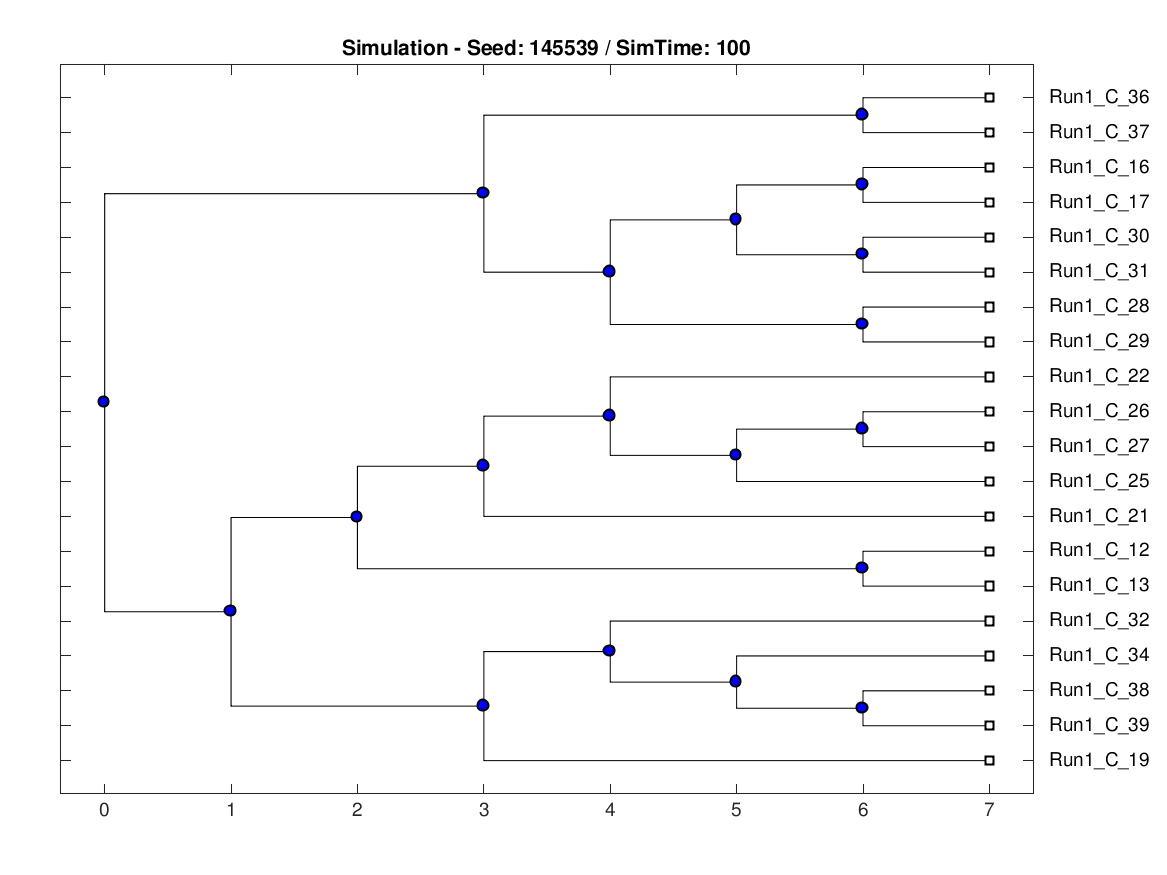 Simulation - Seed: 145539 / SimTime: 100
Run1_C_36
Run1_C_37
Run1_C_16
Run1_C_17
Run1_C_30
Run1_C_31
Run1_C_28
Run1_C_29
Run1_C_22
Run1_C_26
Run1_C_27
Run1_C_25
Run1_C_21
Run1_C_12
Run1_C_13
Run1_C_32
Run1_C_34
Run1_C_38
Run1_C_39
Run1_C_19
0 1 2 3 4 5 6 7